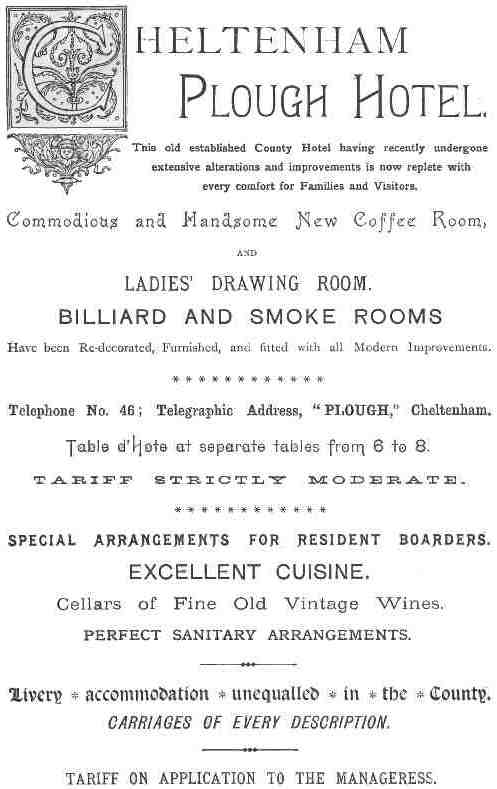 CHELTENHAM
PLOUGH HOTEL.
This old established County Hotel having recently undergone
extensive alterations and improvements is now replete with
every comfort for Families and Visitors.
Commodious and Handsome New Coffee Room,
AND
LADIES' DRAWING ROOM.
BILLIARD AND SMOKE ROOMS
Have been Re-decorated, Furnished, and fitted with all Modern Improvements.
* * * * * * * * * * * *
Telephone No. 46; Telegraphic Address, "PLOUGH," Cheltenham.
Table d'Hote at separate tables from 6 to 8.
TARIFF STRICTLY MODERATE.
* * * * * * * * * * * *
SPECIAL ARRANGEMENTS FOR RESIDENT BOARDERS.
EXCELLENT CUISINE.
Cellars of Fine Old Vintage Wines.
PERFECT SANITARY ARRANGEMENTS.
Livery * accommodation * unequalled * in * the * County.
CARRIAGES OF EVERY DESCRIPTION.
TARIFF ON APPLICATION TO THE MANAGERESS.